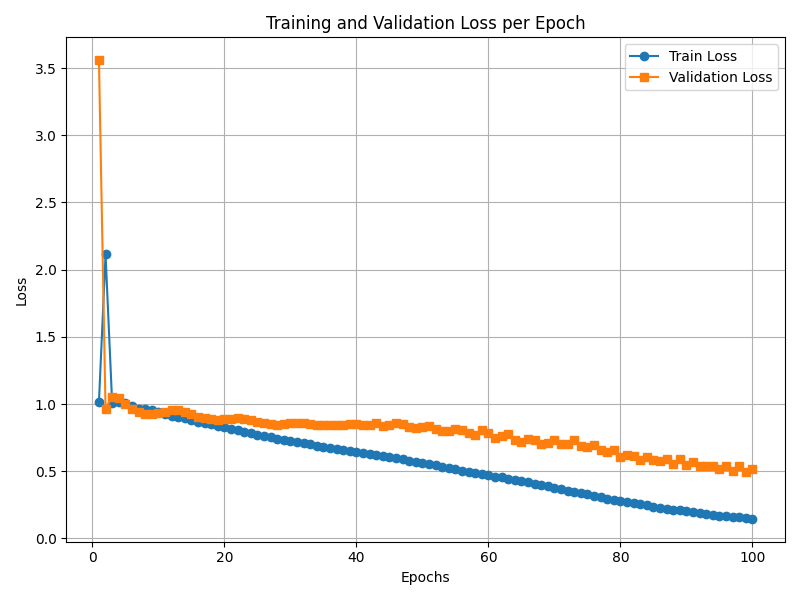 Training and Validation Loss per Epoch
Train Loss
Validation Loss
3.5
3.0
2.5
2.0
1.5
1.0
0.5
0.0
Loss
0 20 40 60 80 100
Epochs